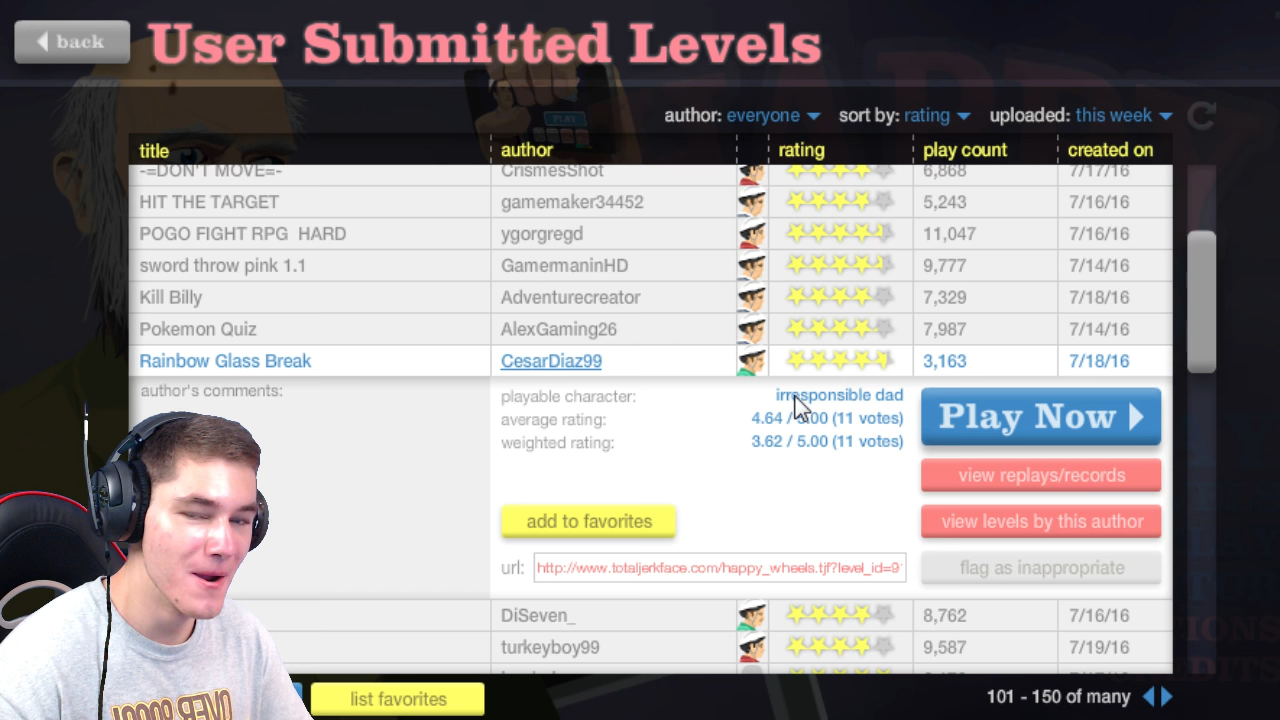 back
User Submitted Levels
author: everyone sort by: rating uploaded: this week
title author rating play count created on
-=DON'T MOVE=- CrismesShot 6,868 7/17/16
HIT THE TARGET gamemaker34452 5,243 7/16/16
POGO FIGHT RPG HARD ygorgregd 11,047 7/16/16
sword throw pink 1.1 GamermaninHD 9,777 7/14/16
Kill Billy Adventurecreator 7,329 7/18/16
Pokemon Quiz AlexGaming26 7,987 7/14/16
Rainbow Glass Break CesarDiaz99 3,163 7/18/16
author's comments:
playable character: irresponsible dad
average rating: 4.64 / 5.00 (11 votes)
weighted rating: 3.62 / 5.00 (11 votes)
Play Now
view replays/records
add to favorites
view levels by this author
url: http://www.totaljerkface.com/happy_wheels.tjf?level_id=9
flag as inappropriate
DiSeven_ 8,762 7/16/16
turkeyboy99 9,587 7/19/16
list favorites
101 - 150 of many
OVER 9000!